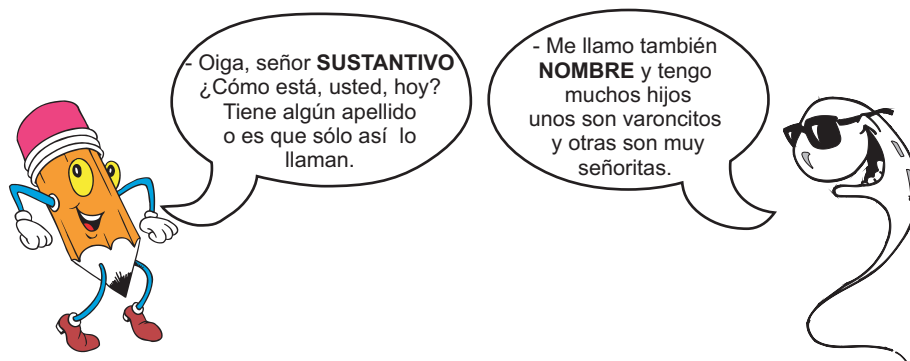 - Oiga, señor SUSTANTIVO
¿Cómo está, usted, hoy?
Tiene algún apellido
o es que sólo así lo
llaman.
- Me llamo también
NOMBRE y tengo
muchos hijos
unos son varoncitos
y otras son muy
señoritas.